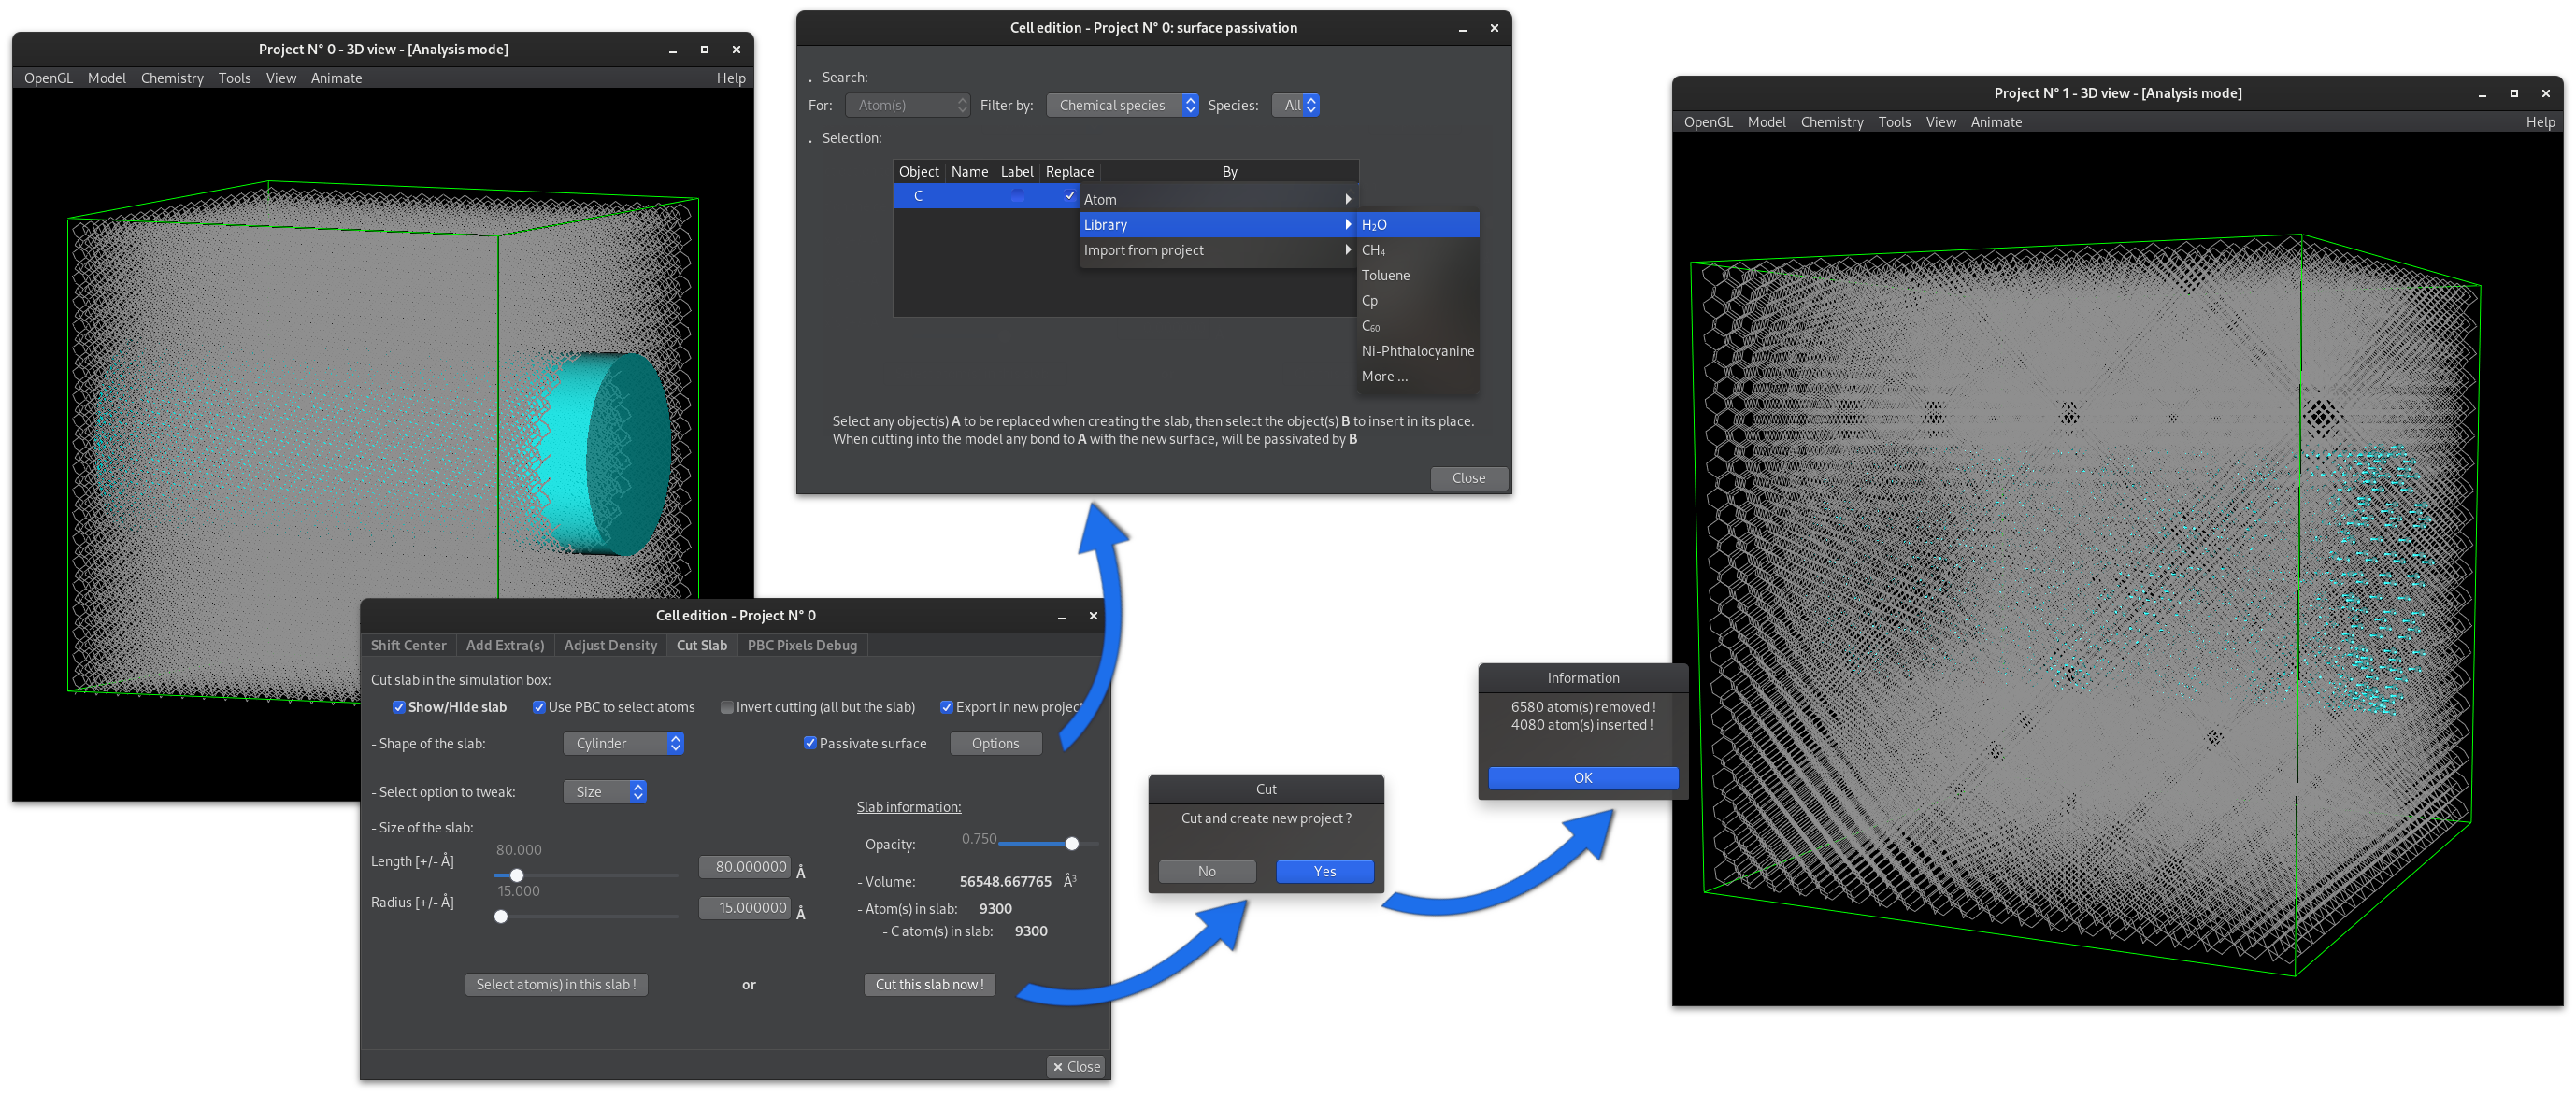 Project N° 0 - 3D view - [Analysis mode]
OpenGL Model Chemistry Tools View Animate Help
Cell edition - Project N° 0: surface passivation
. Search:
For: Atom(s) Filter by: Chemical species Species: All
. Selection:
Object Name Label Replace By
C
Atom
Library
Import from project
H₂O
CH₄
Toluene
Cp
C₆₀
Ni-Phthalocyanine
More ...
Select any object(s) A to be replaced when creating the slab, then select the object(s) B to insert in its place.
When cutting into the model any bond to A with the new surface, will be passivated by B
Close
Cell edition - Project N° 0
Shift Center Add Extra(s) Adjust Density Cut Slab PBC Pixels Debug
Cut slab in the simulation box:
Show/Hide slab Use PBC to select atoms Invert cutting (all but the slab) Export in new project
- Shape of the slab: Cylinder Passivate surface Options
- Select option to tweak: Size
- Size of the slab:
Length [+/- Å] 80.000 80.000000 Å
Radius [+/- Å] 15.000 15.000000 Å
Slab information:
- Opacity: 0.750
- Volume: 56548.667765 Å³
- Atom(s) in slab: 9300
- C atom(s) in slab: 9300
Select atom(s) in this slab ! or Cut this slab now !
Close
Cut
Cut and create new project ?
No Yes
Information
6580 atom(s) removed !
4080 atom(s) inserted !
OK
Project N° 1 - 3D view - [Analysis mode]
OpenGL Model Chemistry Tools View Animate Help